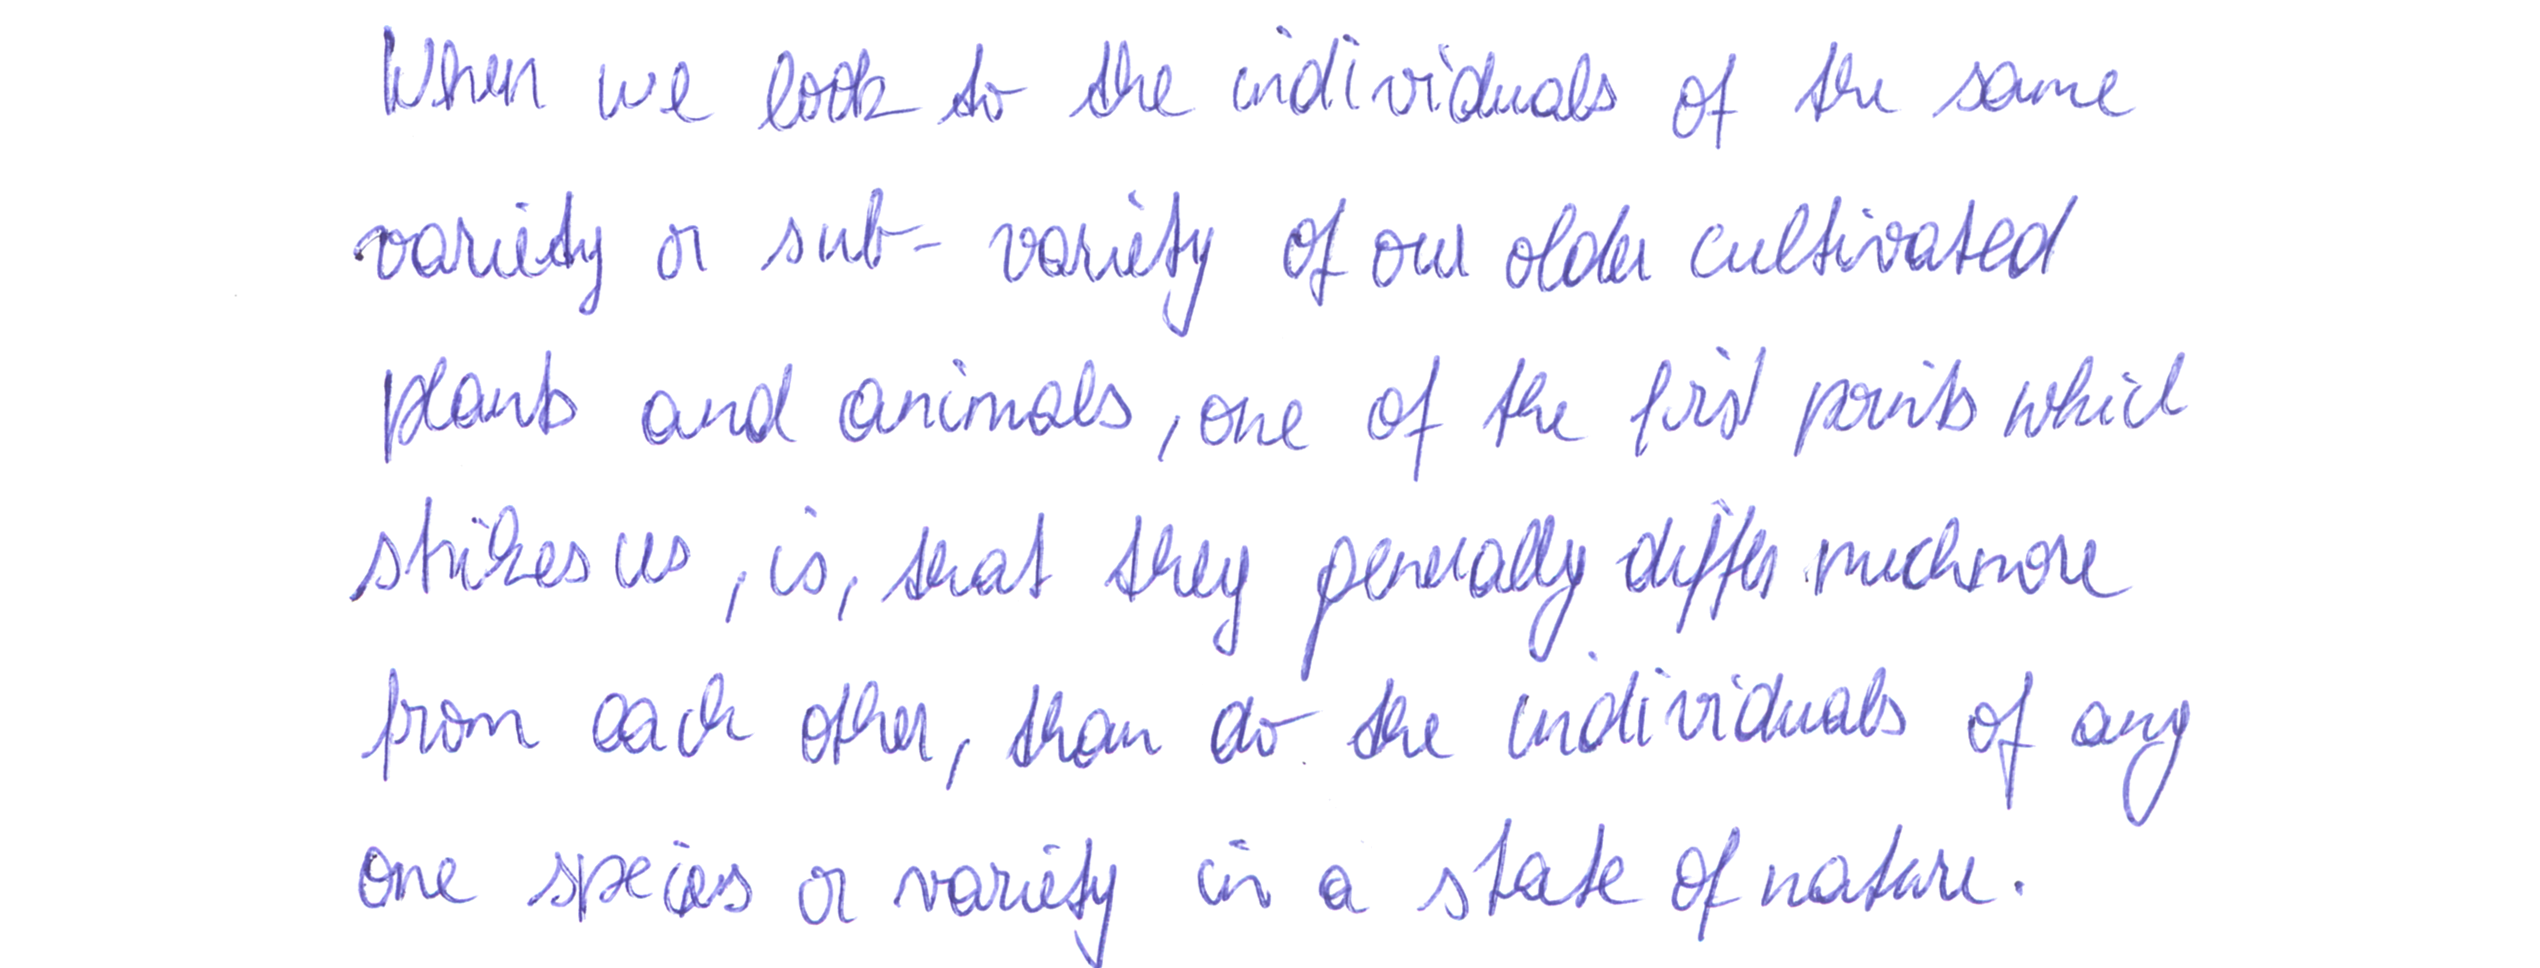 When we look to the individuals of the same
variety or sub-variety of our older cultivated
plants and animals, one of the first points which
strikes us, is, that they generally differ much more
from each other, than do the individuals of any
one species or variety in a state of nature.